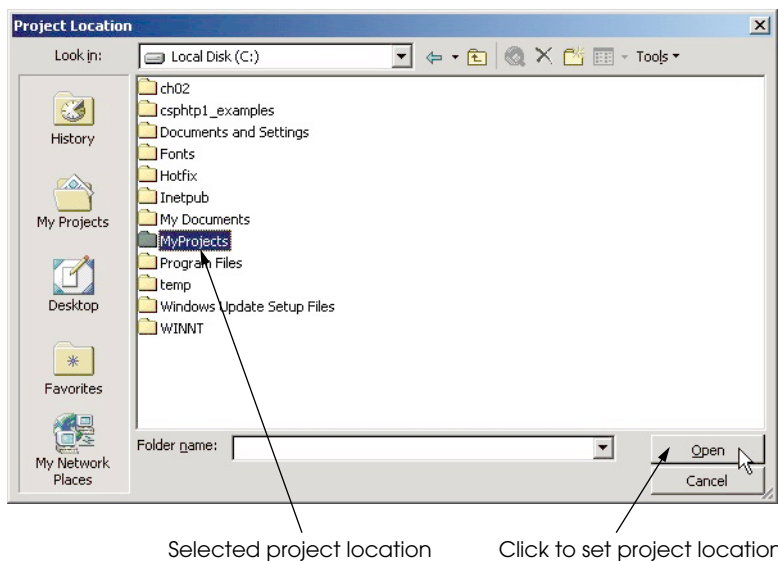 Project Location
Look in:
Local Disk (C:)
Tools
History
My Projects
Desktop
Favorites
My Network
Places
ch02
csphtp1_examples
Documents and Settings
Fonts
Hotfix
Inetpub
My Documents
MyProjects
Program Files
temp
Windows Update Setup Files
WINNT
Folder name:
Open
Cancel
Selected project location
Click to set project location